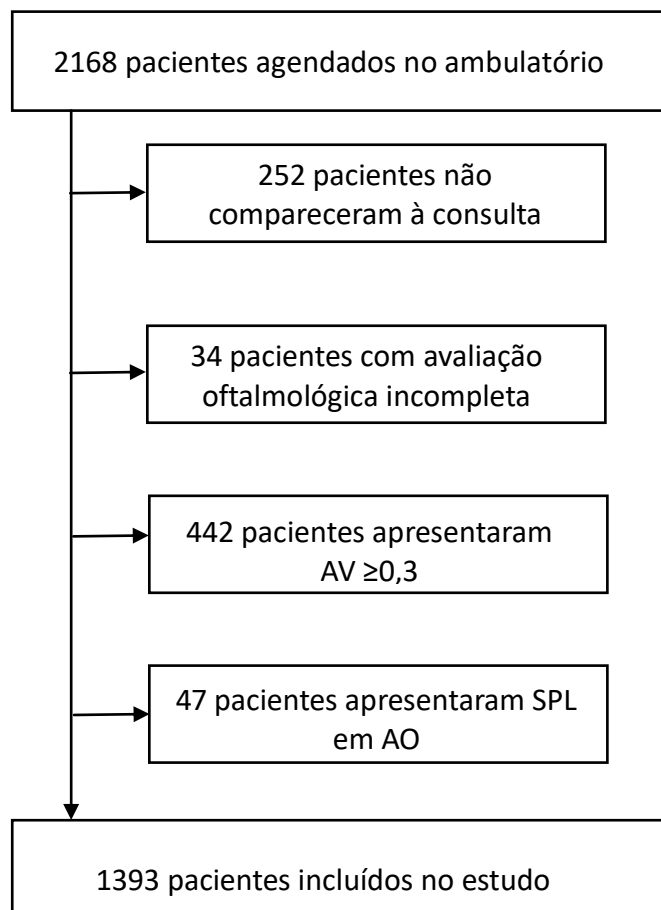 2168 pacientes agendados no ambulatório
252 pacientes não
compareceram à consulta
34 pacientes com avaliação
oftalmológica incompleta
442 pacientes apresentaram
AV ≥0,3
47 pacientes apresentaram SPL
em AO
1393 pacientes incluídos no estudo